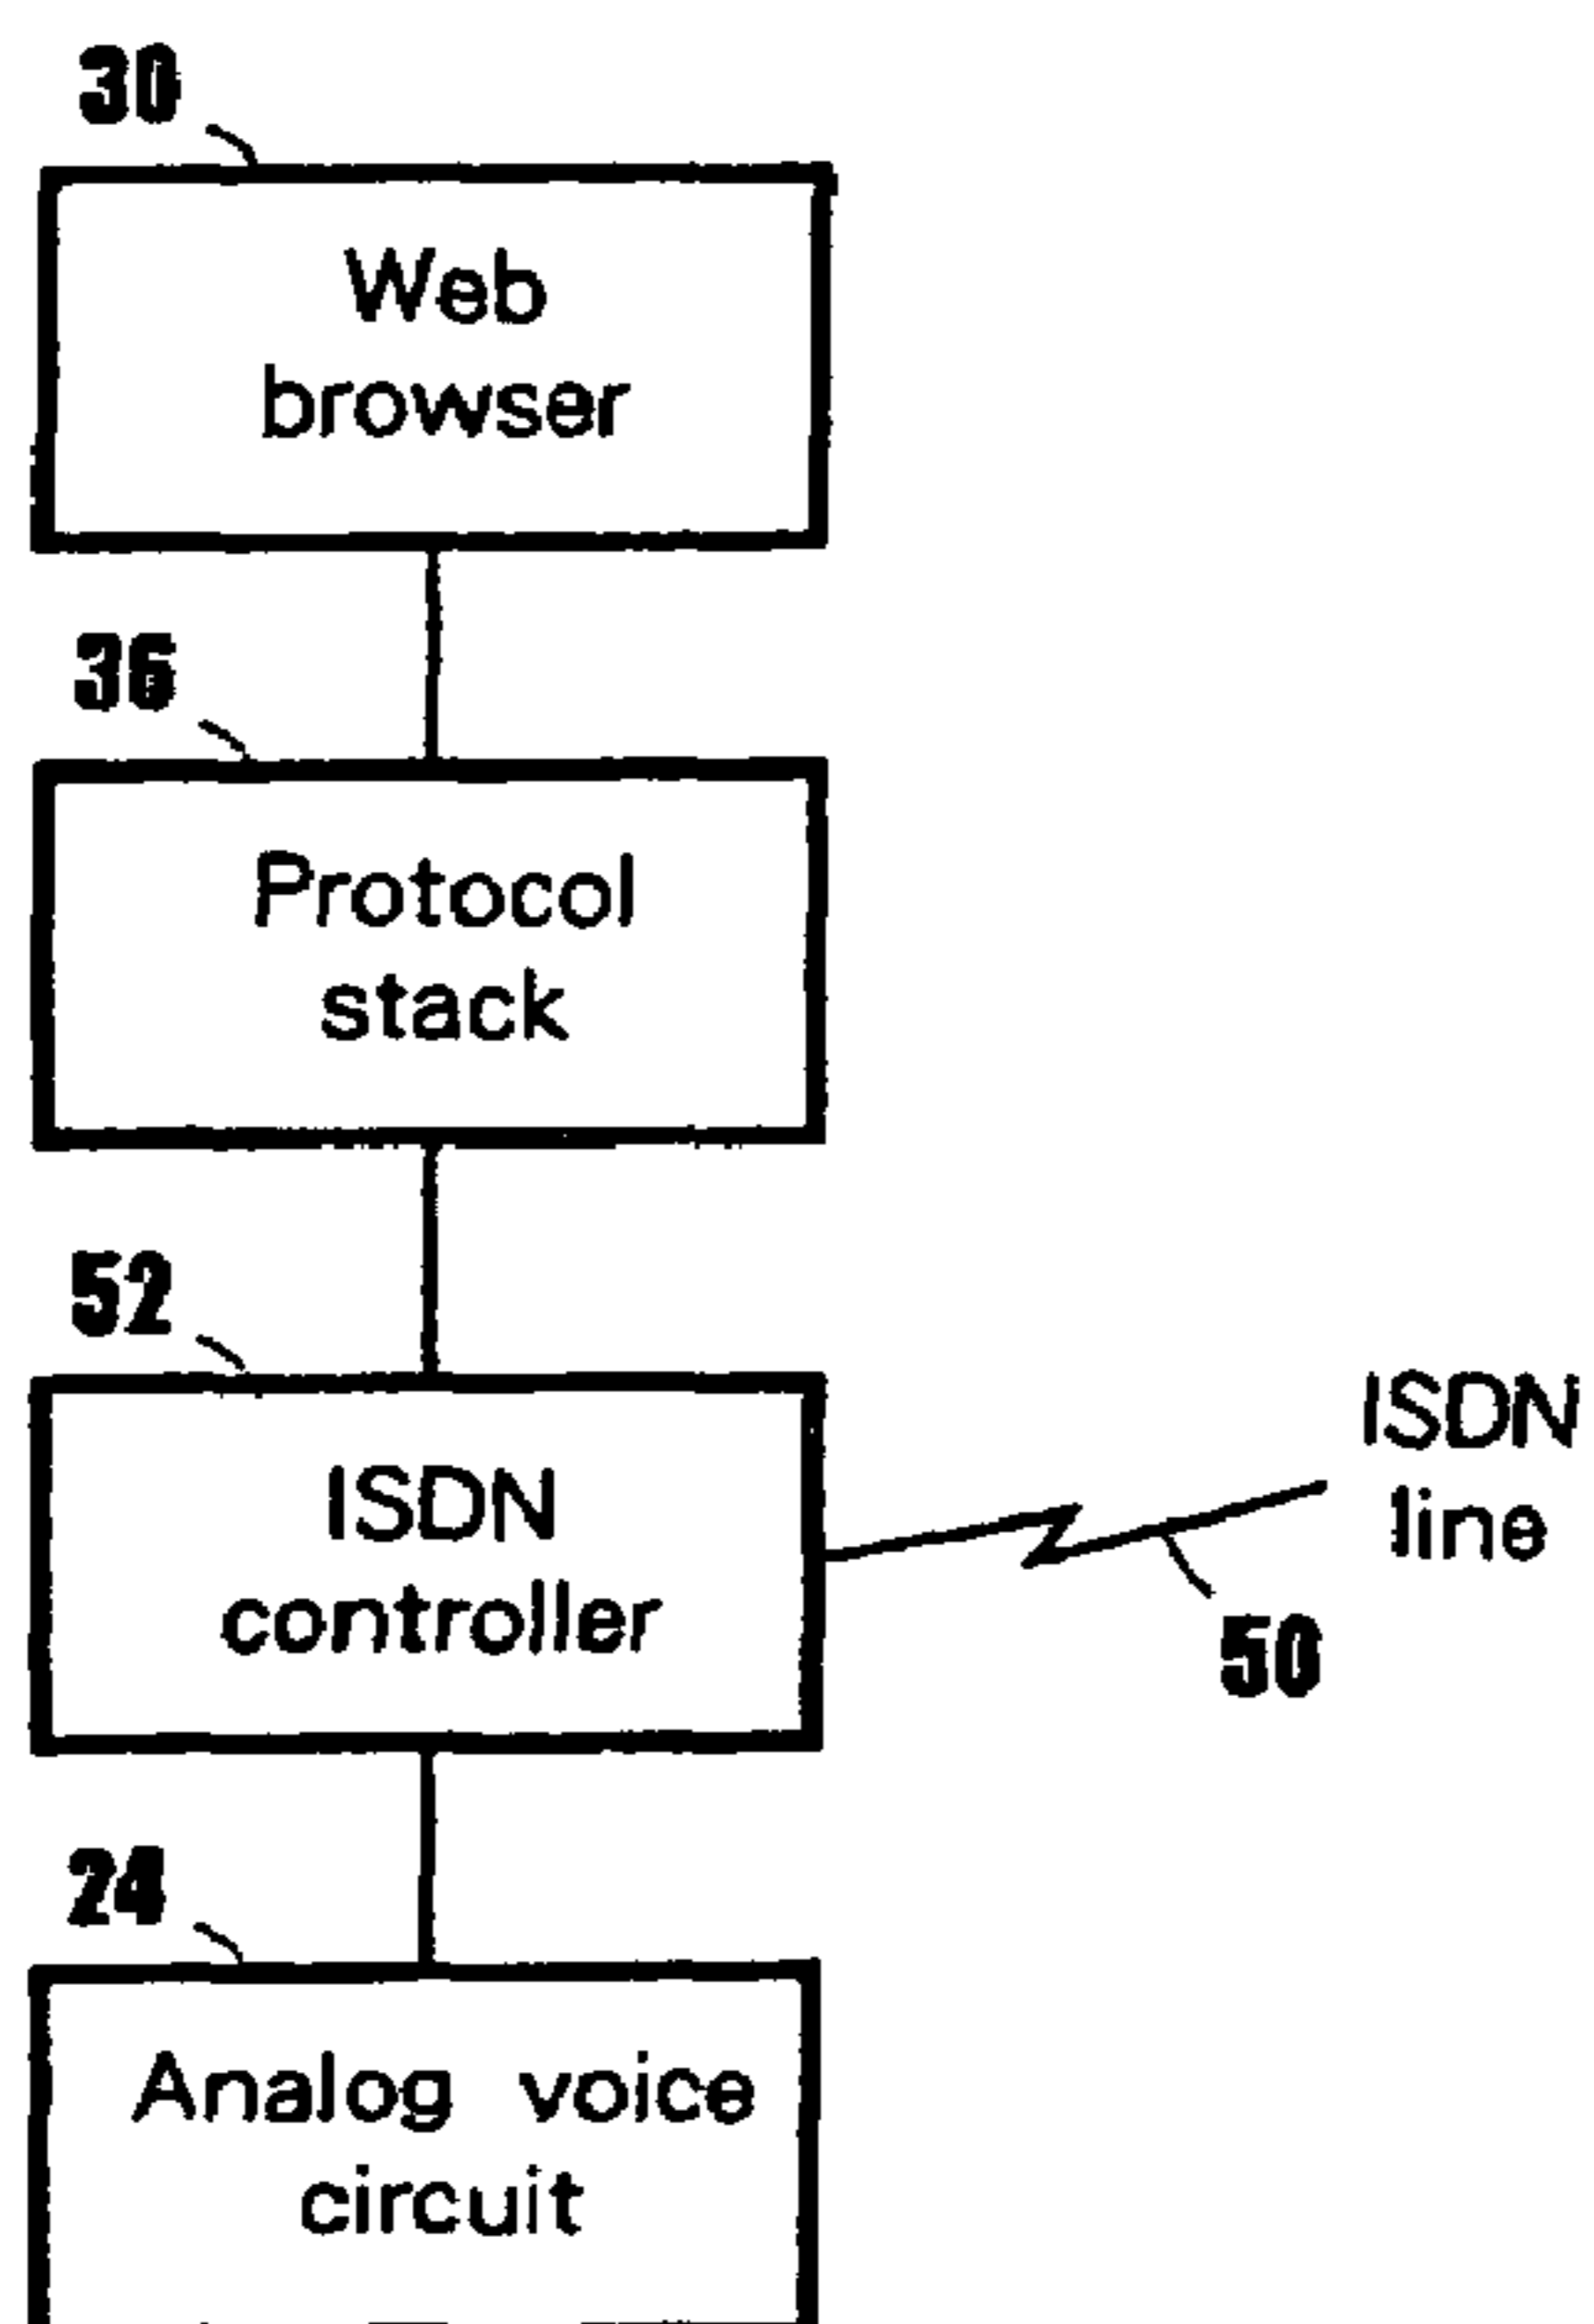 30
Web
browser
36
Protocol
stack
52
ISDN
controller
ISDN
line
50
24
Analog voice
circuit